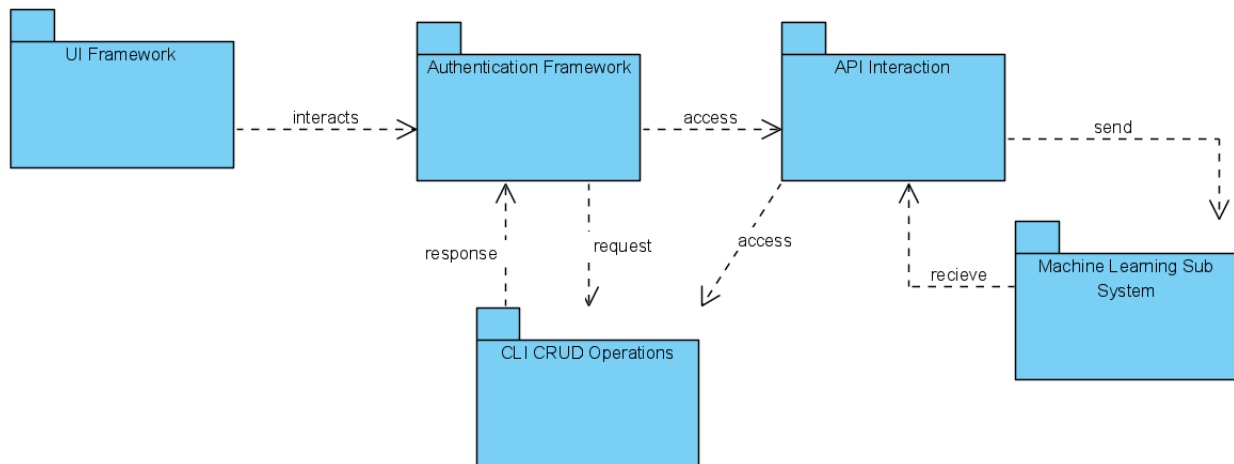 UI Framework
Authentication Framework
API Interaction
interacts
access
send
response
request
access
recieve
Machine Learning Sub
System
CLI CRUD Operations